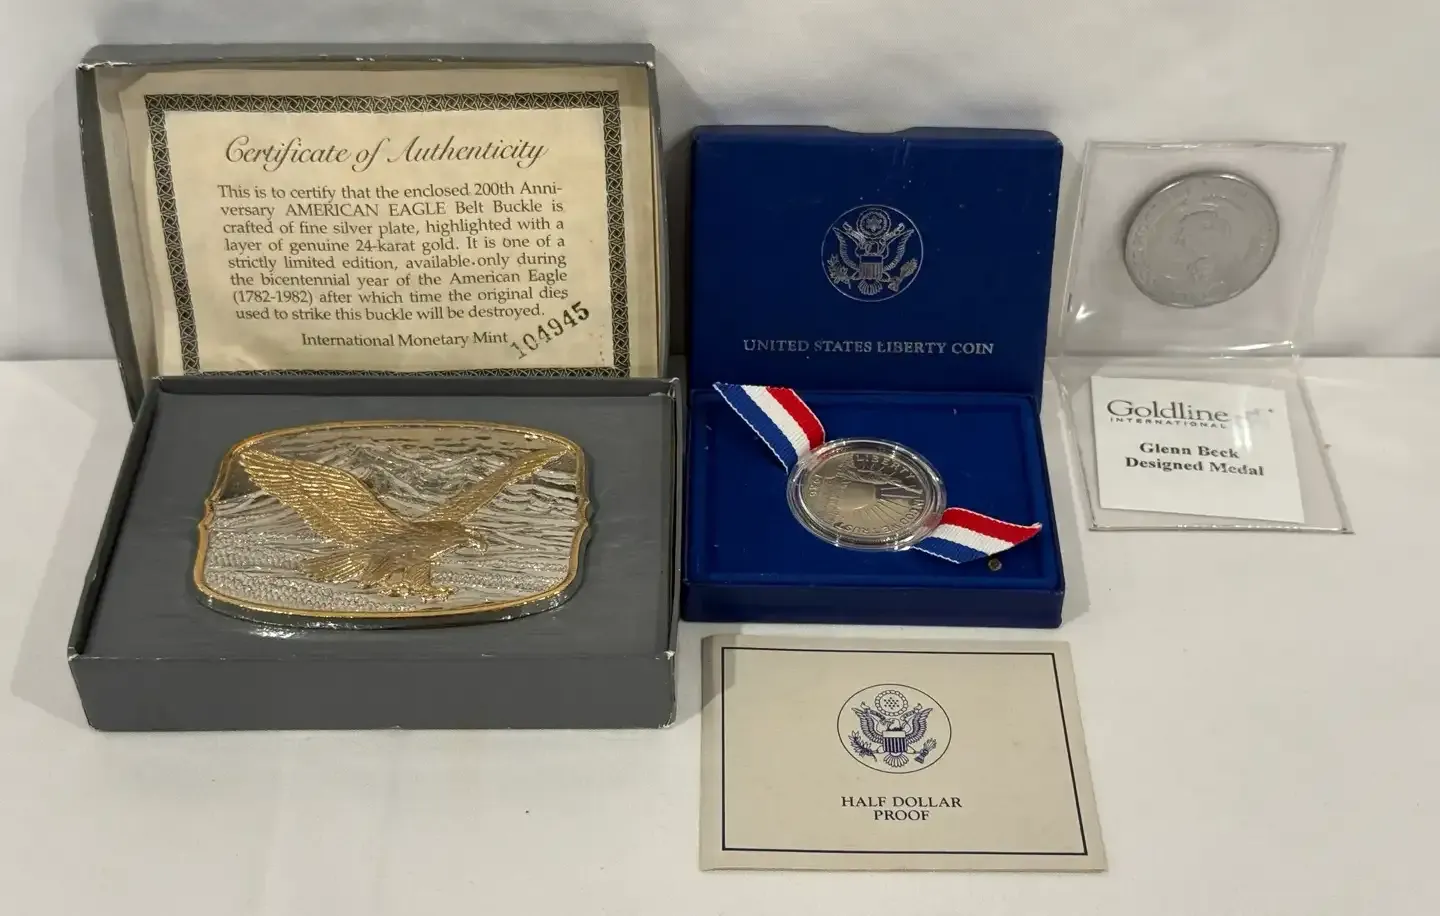 Certificate of Authenticity
This is to certify that the enclosed 200th Anni-
versary AMERICAN EAGLE Belt Buckle is
crafted of fine silver plate, highlighted with a
layer of genuine 24-karat gold. It is one of a
strictly limited edition, available only during
the bicentennial year of the American Eagle
(1782-1982) after which time the original dies
used to strike this buckle will be destroyed.
International Monetary Mint
104945
UNITED STATES LIBERTY COIN
LIBERTY
1986
Goldline
INTERNATIONAL
Glenn Beck
Designed Medal
HALF DOLLAR
PROOF